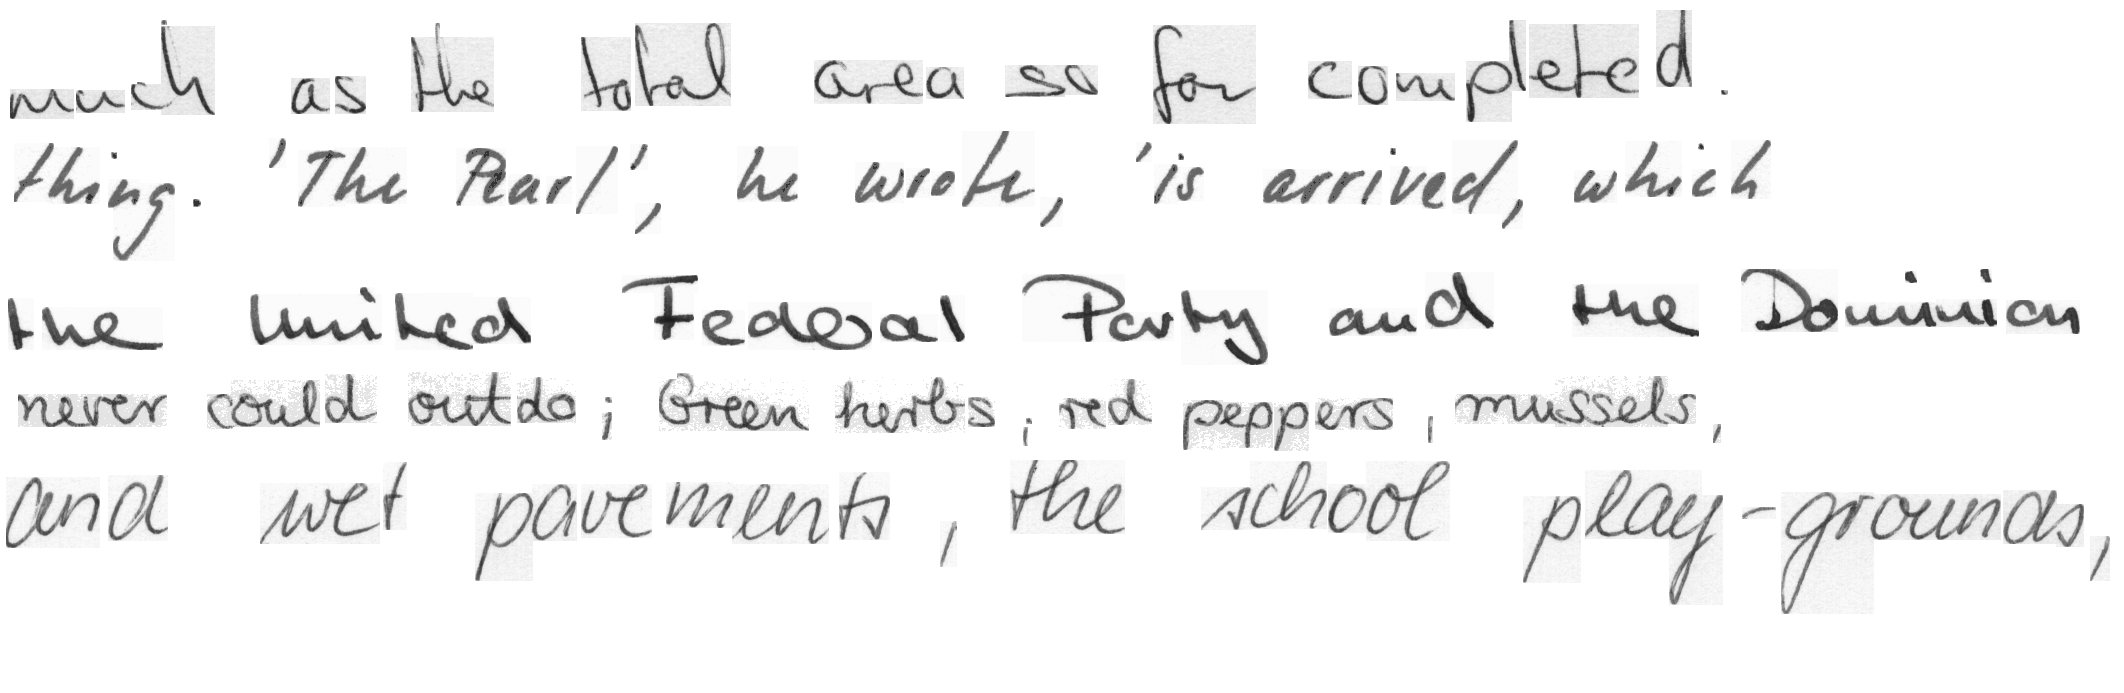 much as the total area so far completed.
thing. 'The Pearl', he wrote, 'is arrived, which
the United Federal Party and the Dominion
never could outdo; Green herbs, red peppers, mussels,
and wet pavements, the school play-grounds,